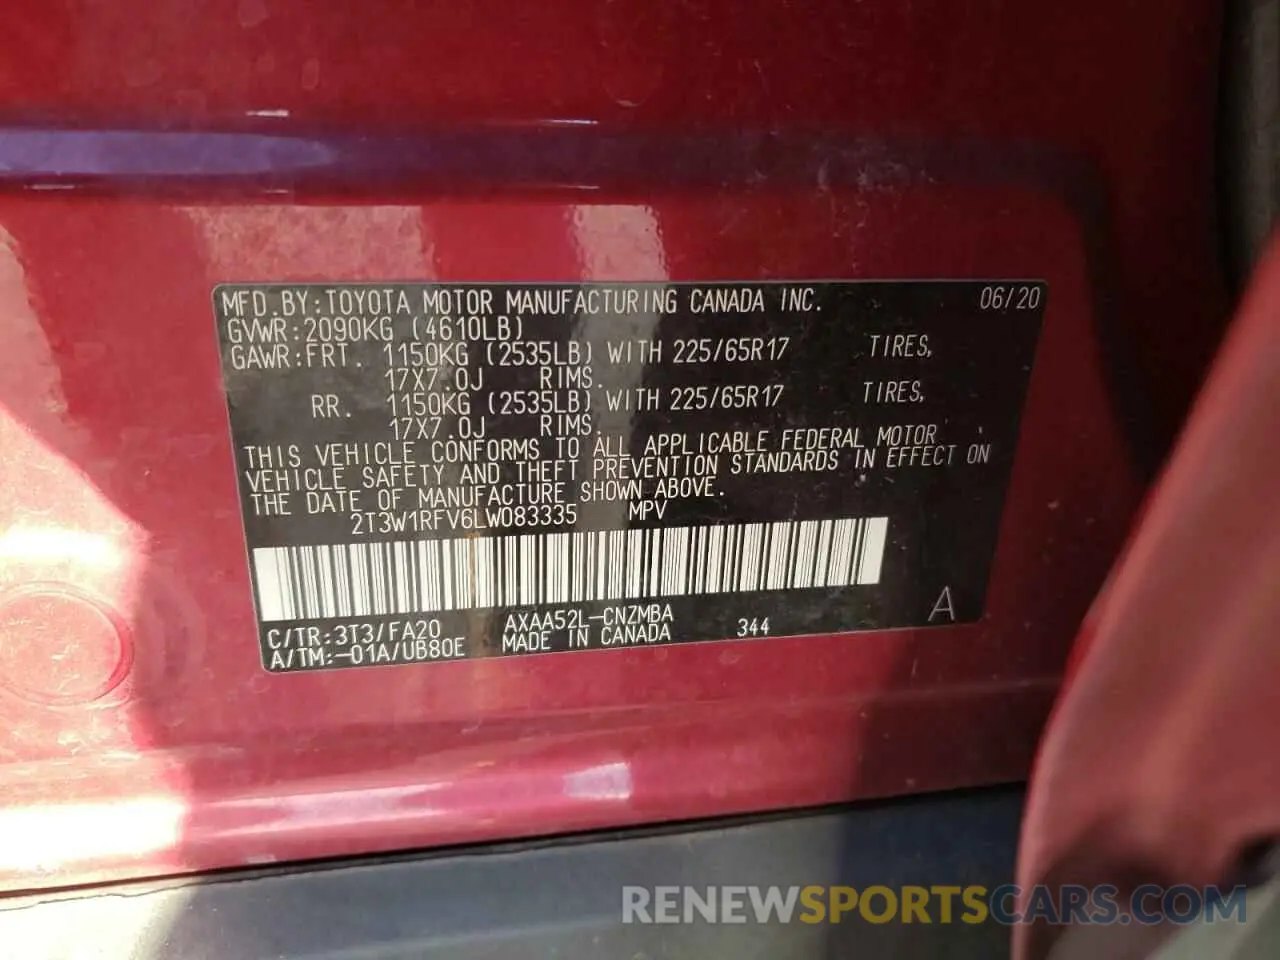 MFD.BY:TOYOTA MOTOR MANUFACTURING CANADA INC. 06/20
GVWR:2090KG (4610LB)
GAWR:FRT. 1150KG (2535LB) WITH 225/65R17 TIRES,
17X7.0J RIMS.
RR. 1150KG (2535LB) WITH 225/65R17 TIRES,
17X7.0J RIMS.
THIS VEHICLE CONFORMS TO ALL APPLICABLE FEDERAL MOTOR
VEHICLE SAFETY AND THEFT PREVENTION STANDARDS IN EFFECT ON
THE DATE OF MANUFACTURE SHOWN ABOVE.
2T3W1RFV6LW083335 MPV
C/TR:3T3/FA20 AXAA52L-CNZMBA 344 A
A/TM:-01A/UB80E MADE IN CANADA
RENEWSPORTSCARS.COM